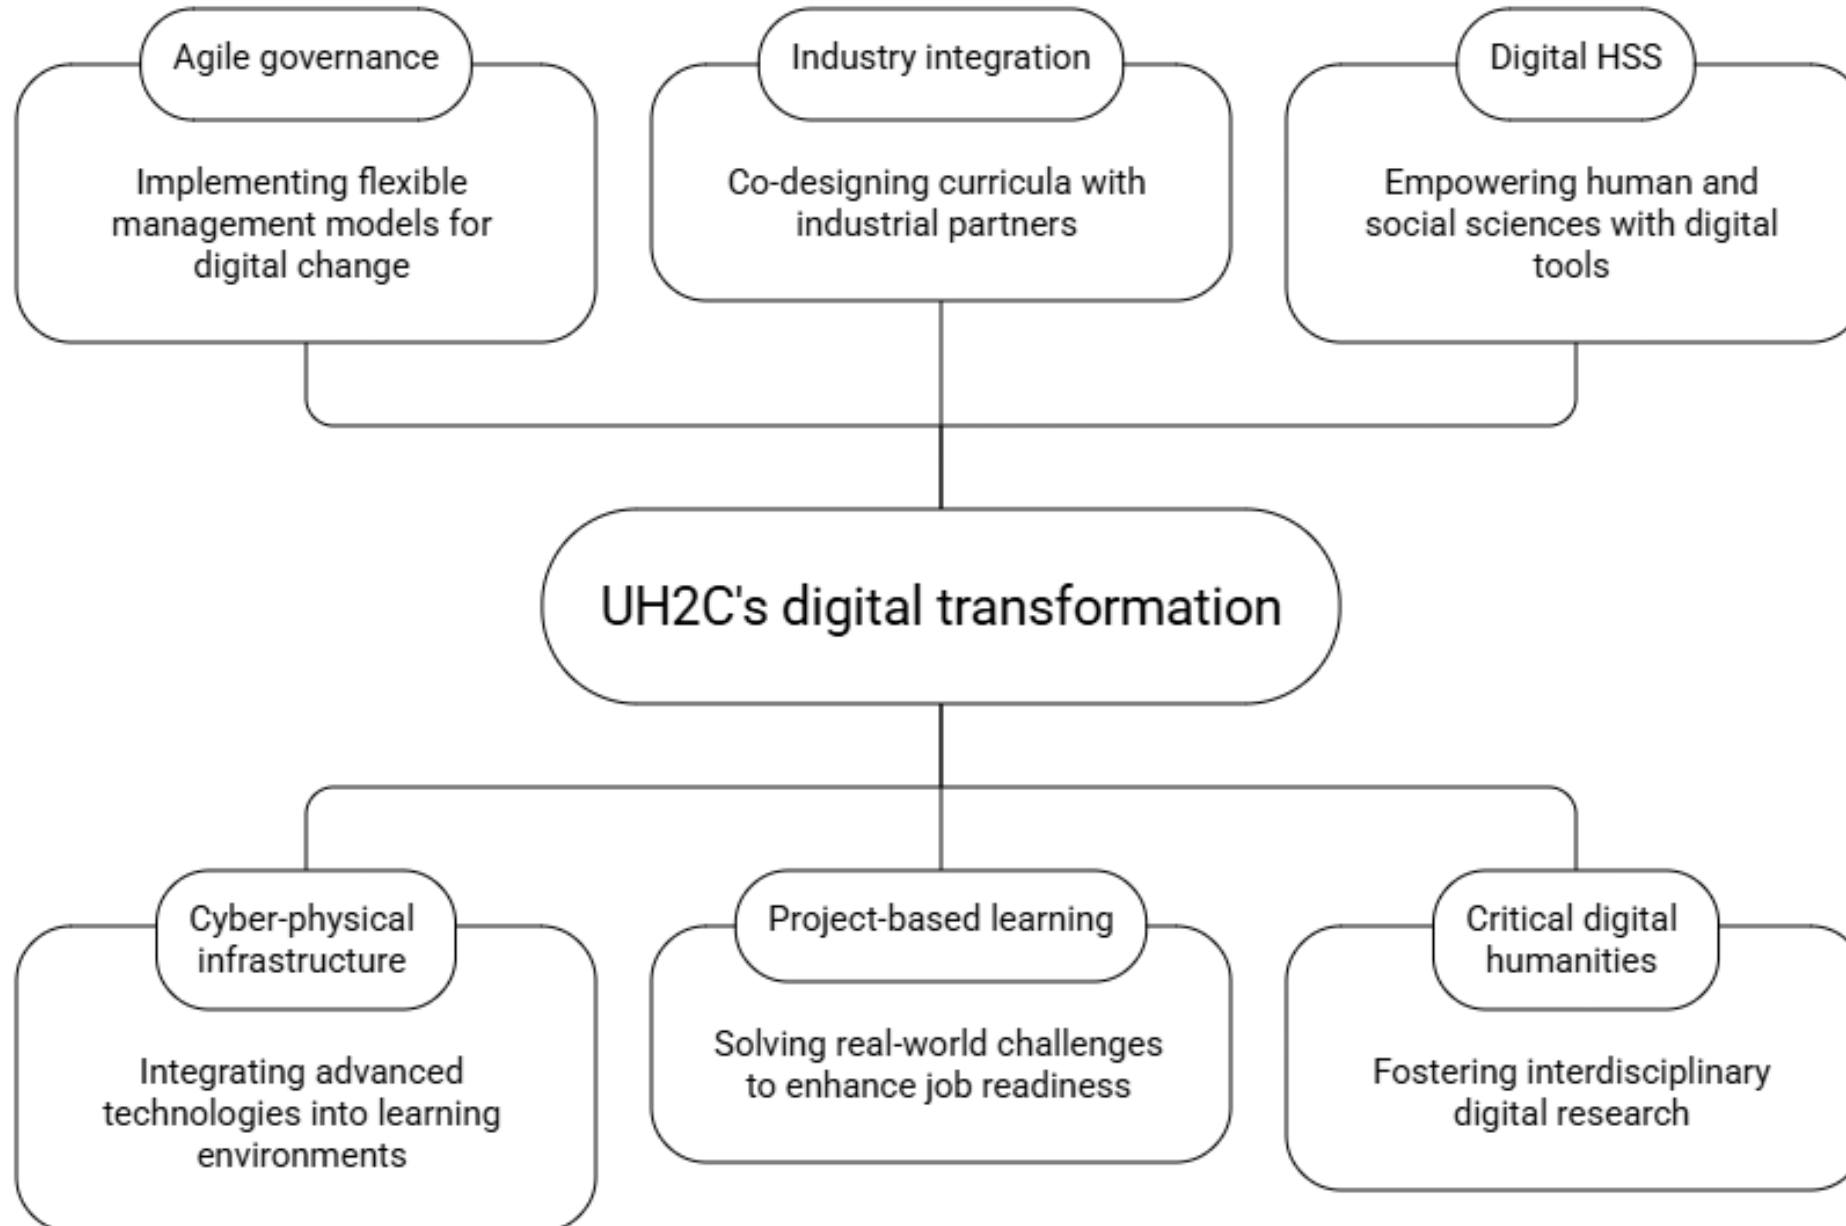 Agile governance
Implementing flexible
management models for
digital change
Industry integration
Co-designing curricula with
industrial partners
Digital HSS
Empowering human and
social sciences with digital
tools
UH2C's digital transformation
Cyber-physical
infrastructure
Integrating advanced
technologies into learning
environments
Project-based learning
Solving real-world challenges
to enhance job readiness
Critical digital
humanities
Fostering interdisciplinary
digital research